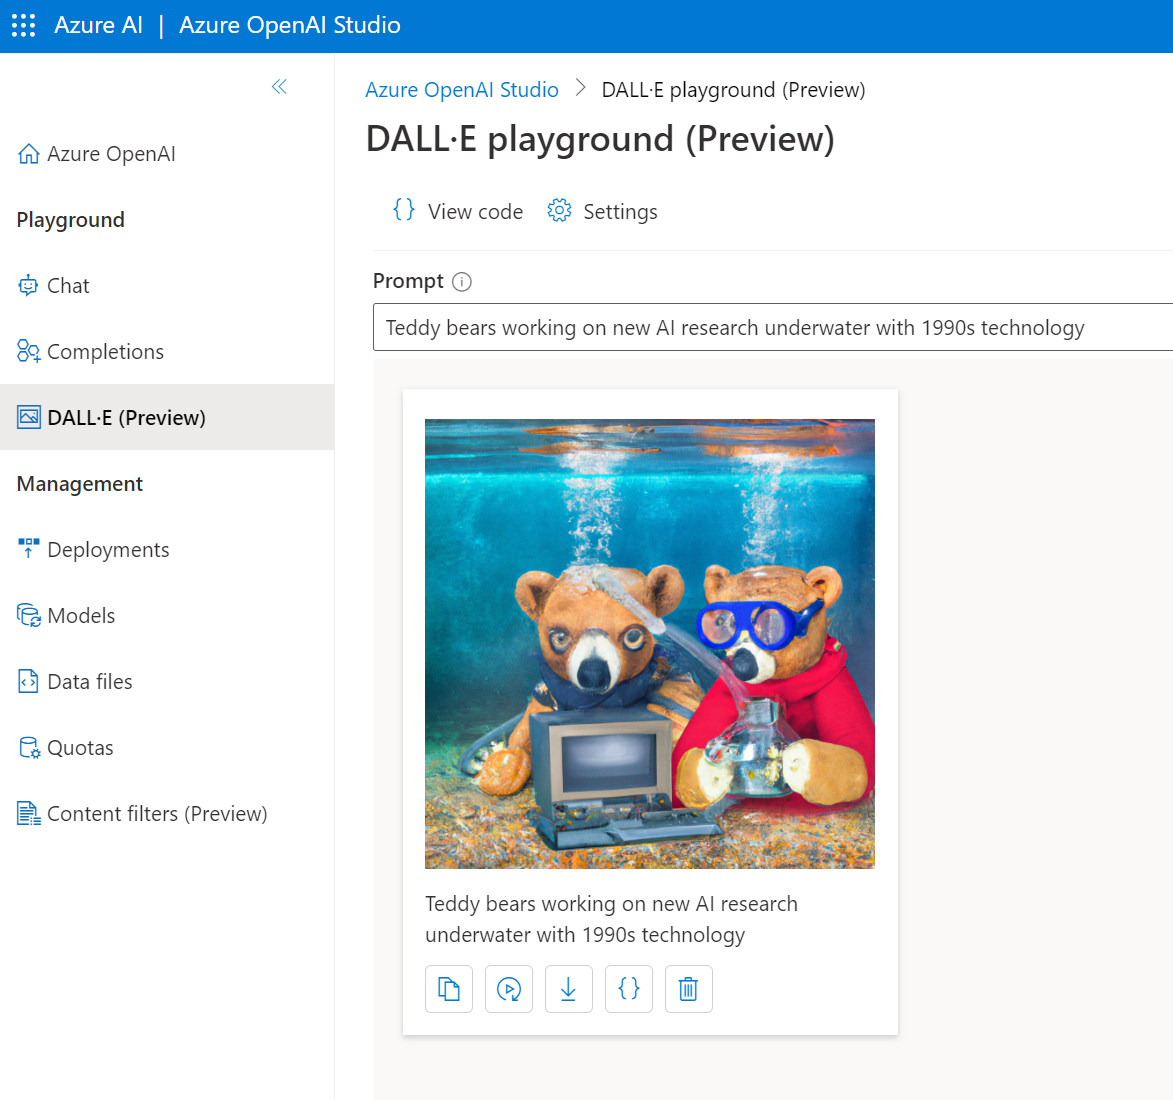 Azure AI | Azure OpenAI Studio
Azure OpenAI Studio > DALL·E playground (Preview)
DALL·E playground (Preview)
Azure OpenAI
Playground
Chat
Completions
DALL·E (Preview)
Management
Deployments
Models
Data files
Quotas
Content filters (Preview)
{} View code
Settings
Prompt
Teddy bears working on new AI research underwater with 1990s technology
Teddy bears working on new AI research
underwater with 1990s technology
{}